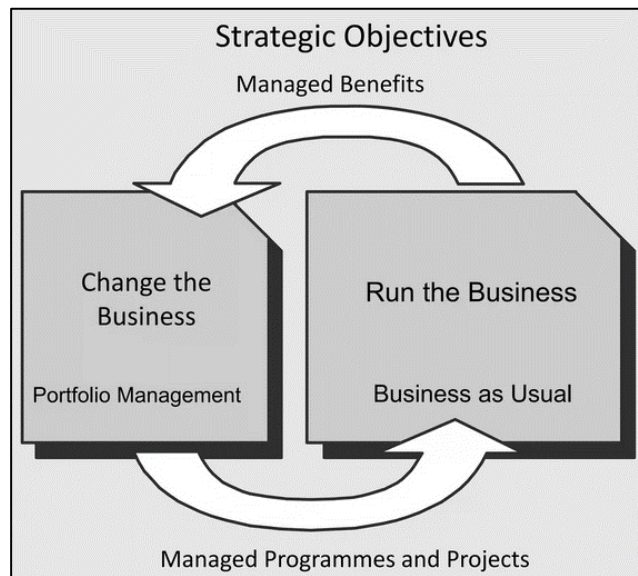 Strategic Objectives
Managed Benefits
Change the
Business
Portfolio Management
Run the Business
Business as Usual
Managed Programmes and Projects